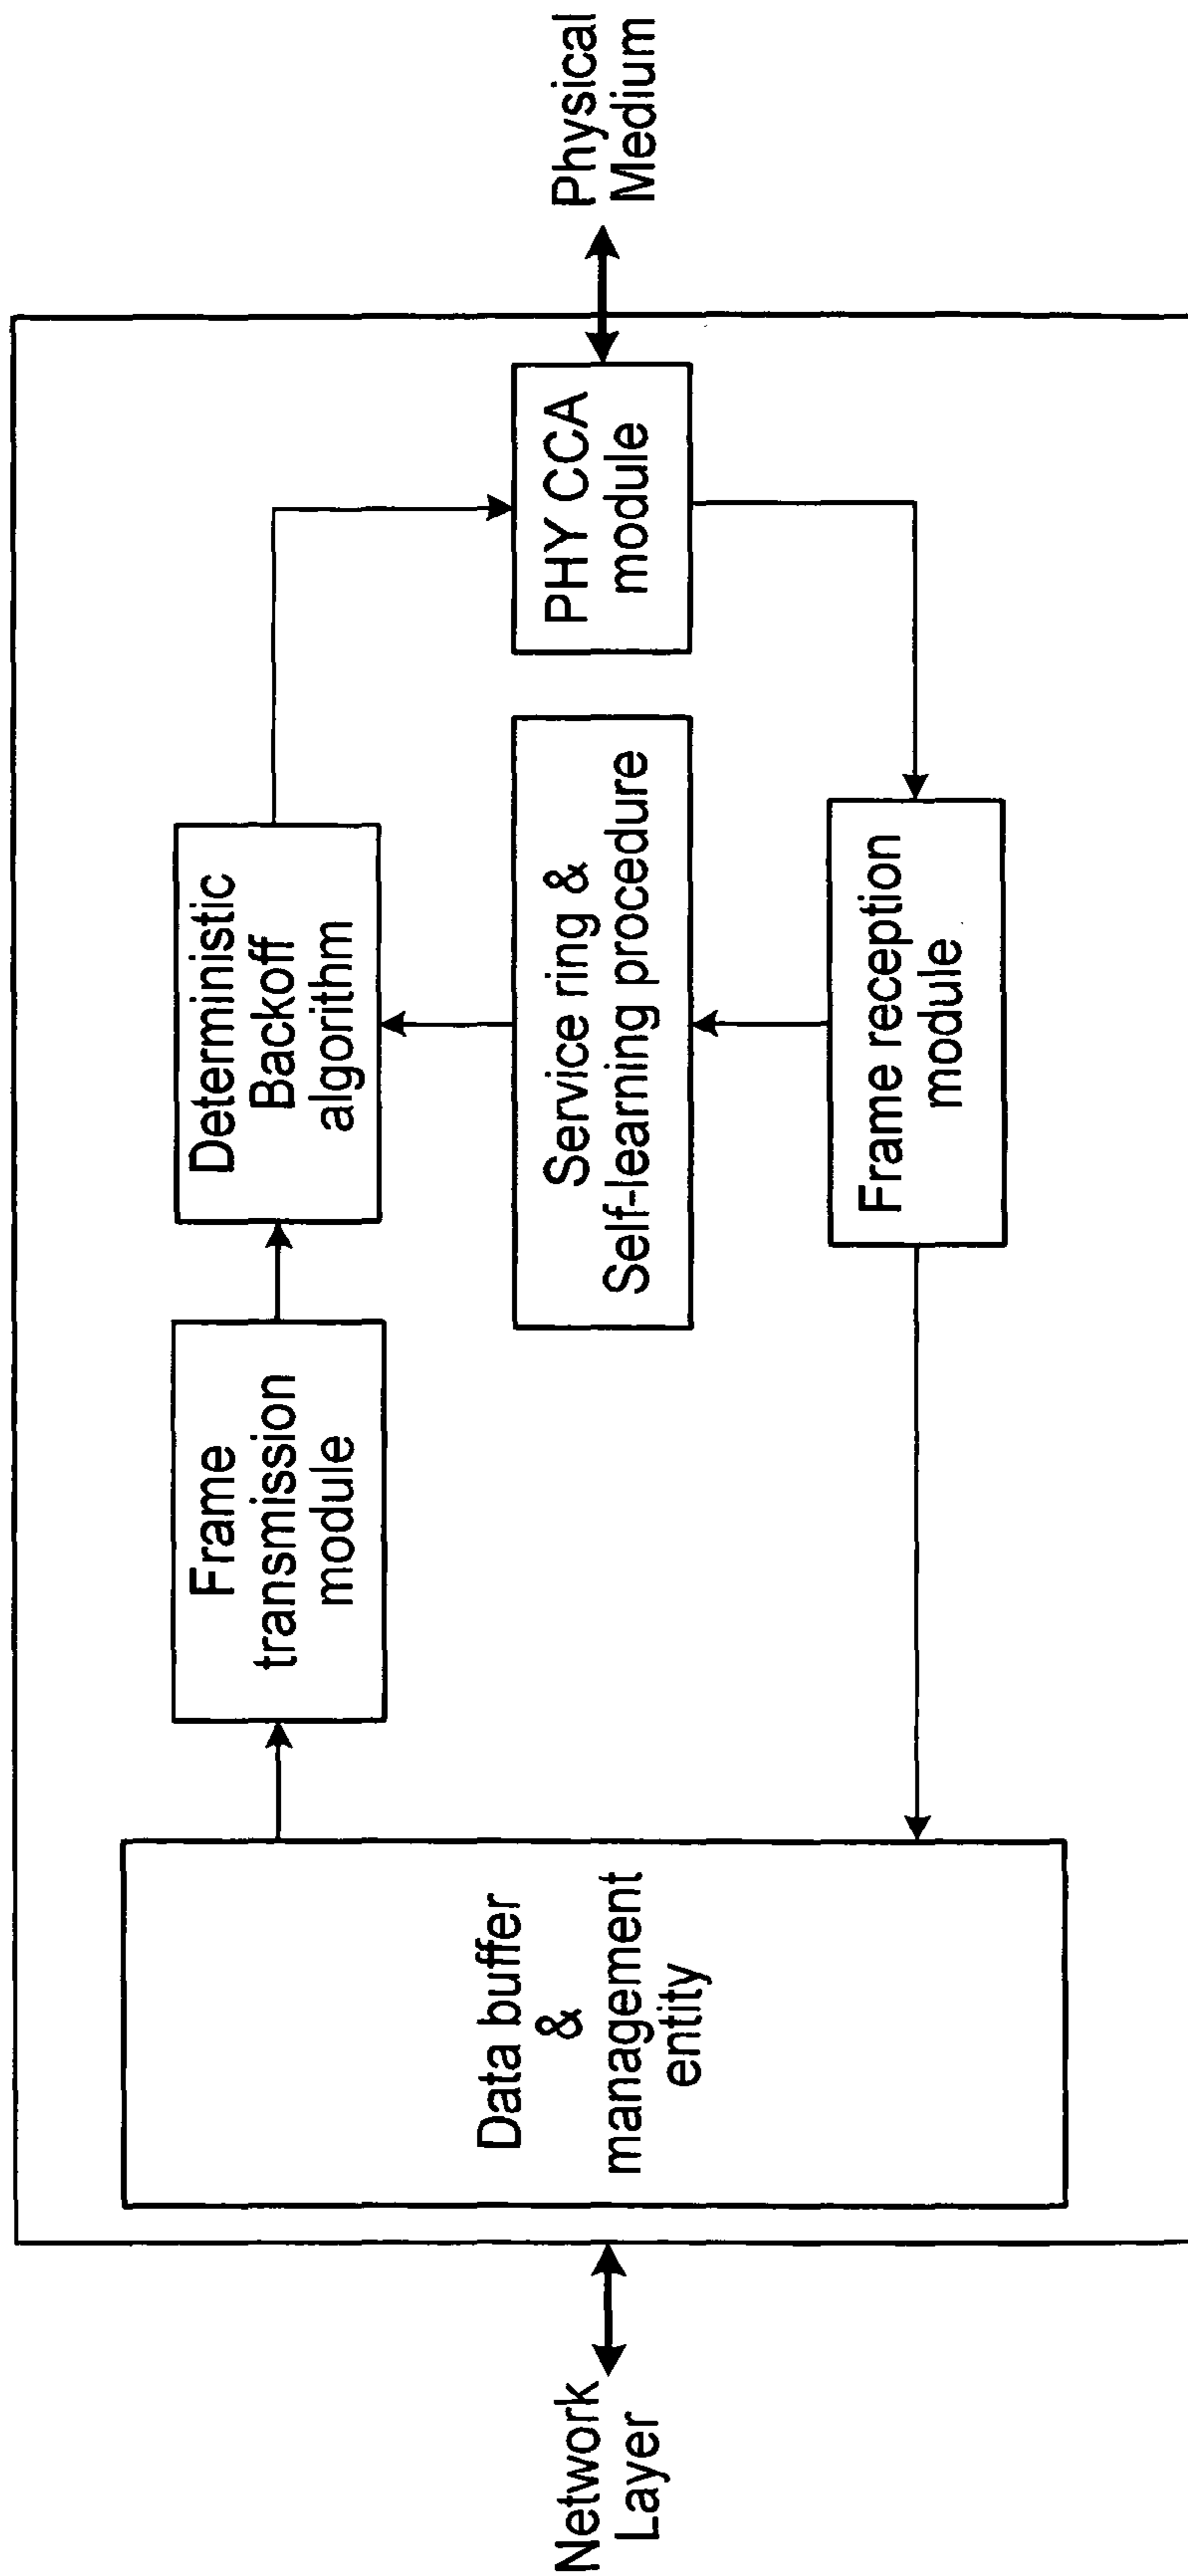 Network
Layer
Data buffer
&
management
entity
Frame
transmission
module
Deterministic
Backoff
algorithm
Service ring &
Self-learning procedure
Frame reception
module
PHY CCA
module
Physical
Medium